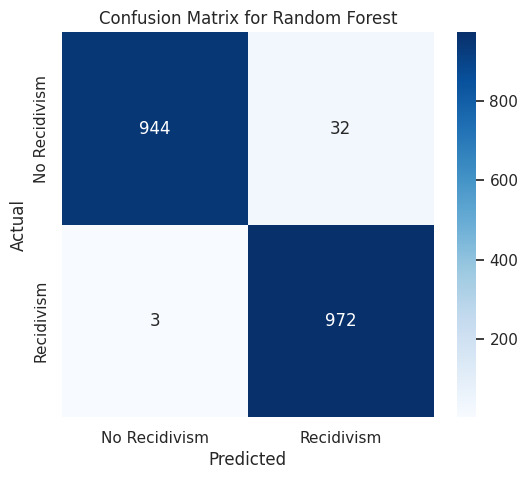 Confusion Matrix for Random Forest
Actual
No Recidivism
944
32
Recidivism
3
972
No Recidivism
Recidivism
Predicted
800
600
400
200